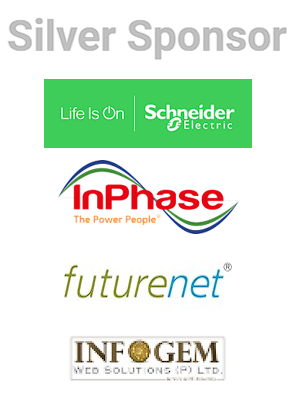 Silver Sponsor
Life Is On | Schneider
Electric
InPhase
The Power People
futurenet®
INFOGEM
WEB SOLUTIONS (P) LTD.